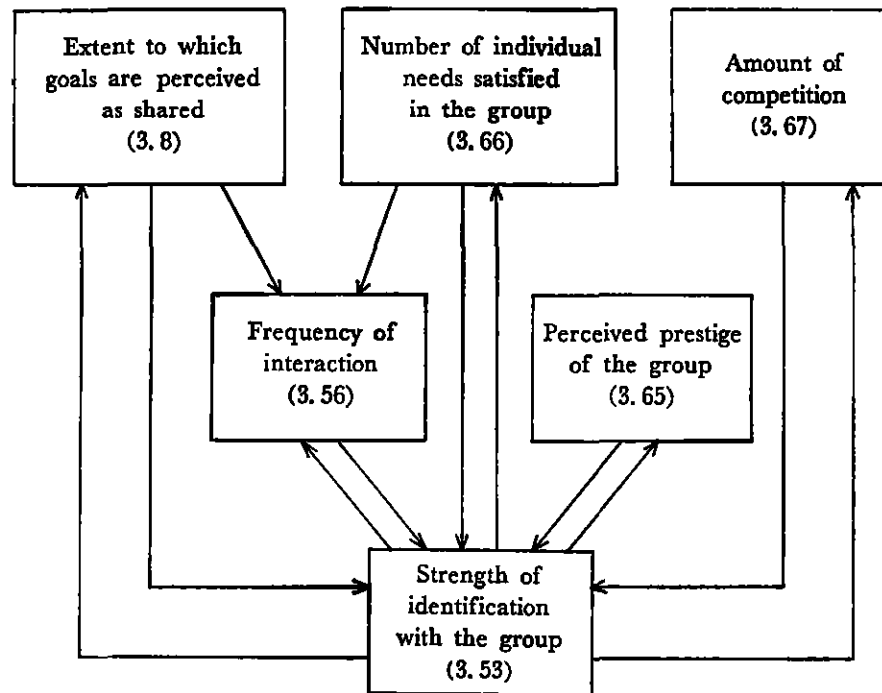 Extent to which
goals are perceived
as shared
(3.8)
Number of individual
needs satisfied
in the group
(3.66)
Amount of
competition
(3.67)
Frequency of
interaction
(3.56)
Perceived prestige
of the group
(3.65)
Strength of
identification
with the group
(3.53)